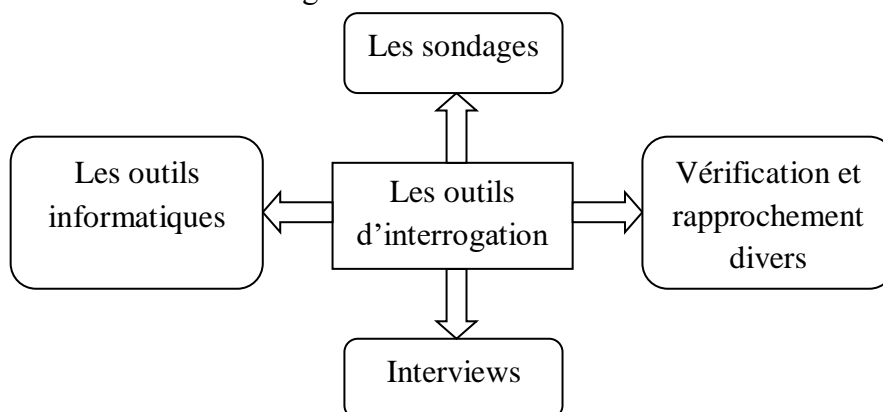 Les sondages
Les outils
informatiques
Les outils
d’interrogation
Vérification et
rapprochement
divers
Interviews